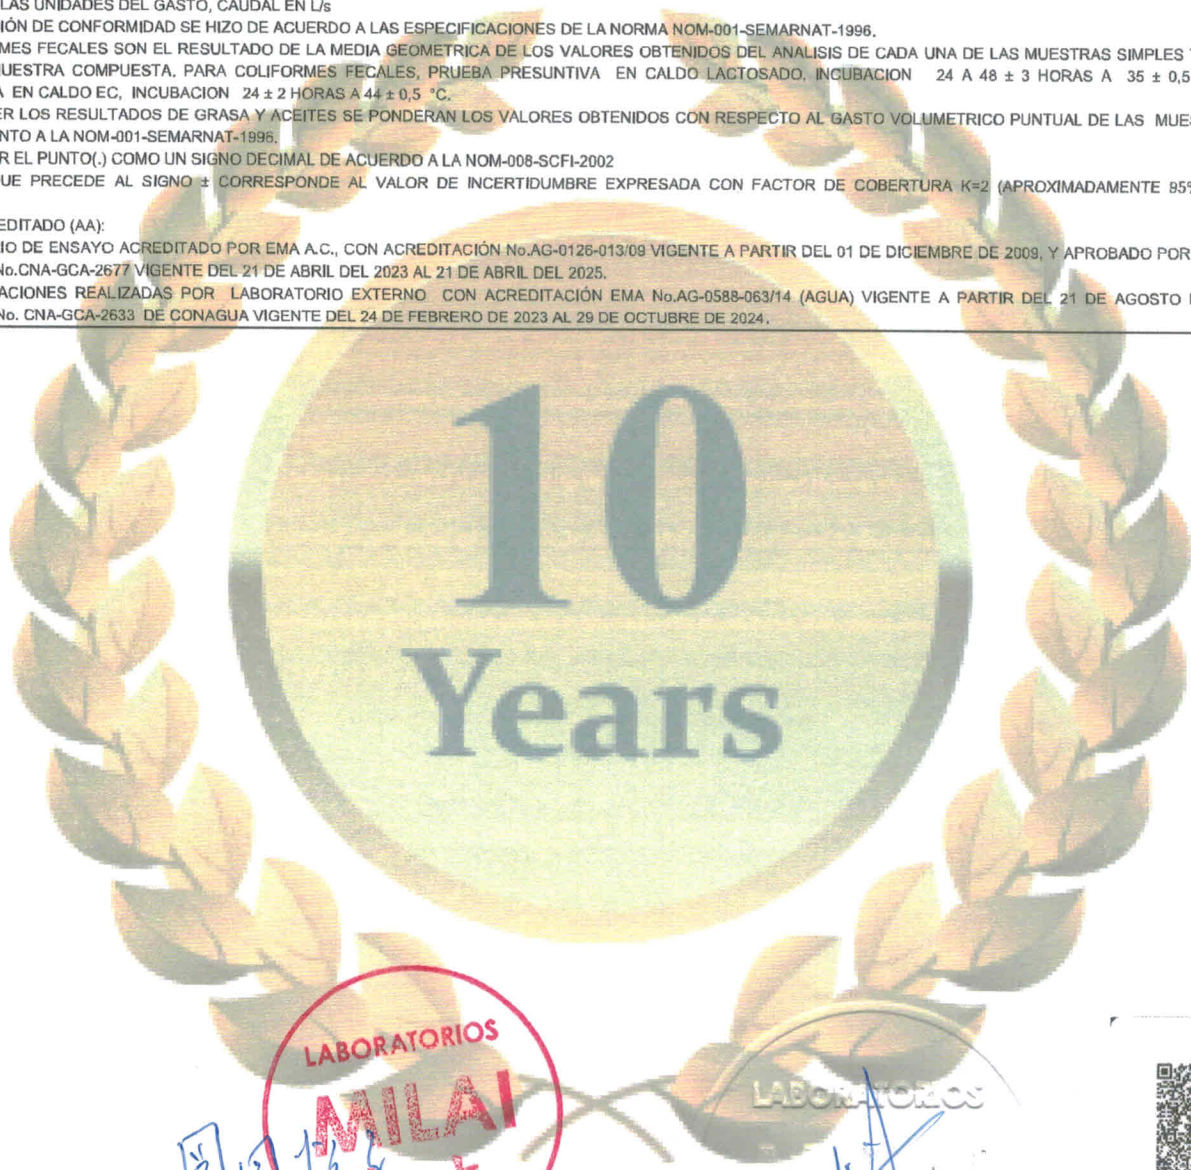 LAS UNIDADES DEL GASTO, CAUDAL EN L/s
IÓN DE CONFORMIDAD SE HIZO DE ACUERDO A LAS ESPECIFICACIONES DE LA NORMA NOM-001-SEMARNAT-1996.
MES FECALES SON EL RESULTADO DE LA MEDIA GEOMETRICA DE LOS VALORES OBTENIDOS DEL ANALISIS DE CADA UNA DE LAS MUESTRAS SIMPLES
UESTRA COMPUESTA. PARA COLIFORMES FECALES, PRUEBA PRESUNTIVA EN CALDO LACTOSADO, INCUBACION 24 A 48 ± 3 HORAS A 35 ± 0,5
A EN CALDO EC, INCUBACION 24 ± 2 HORAS A 44 ± 0,5 °C.
ER LOS RESULTADOS DE GRASA Y ACEITES SE PONDERAN LOS VALORES OBTENIDOS CON RESPECTO AL GASTO VOLUMETRICO PUNTUAL DE LAS MUES
NTO A LA NOM-001-SEMARNAT-1996.
R EL PUNTO(.) COMO UN SIGNO DECIMAL DE ACUERDO A LA NOM-008-SCFI-2002
UE PRECEDE AL SIGNO ± CORRESPONDE AL VALOR DE INCERTIDUMBRE EXPRESADA CON FACTOR DE COBERTURA K=2 (APROXIMADAMENTE 95%
EDITADO (AA):
IO DE ENSAYO ACREDITADO POR EMA A.C., CON ACREDITACIÓN No.AG-0126-013/09 VIGENTE A PARTIR DEL 01 DE DICIEMBRE DE 2009, Y APROBADO POR
No.CNA-GCA-2677 VIGENTE DEL 21 DE ABRIL DEL 2023 AL 21 DE ABRIL DEL 2025.
ACIONES REALIZADAS POR LABORATORIO EXTERNO CON ACREDITACIÓN EMA No.AG-0588-063/14 (AGUA) VIGENTE A PARTIR DEL 21 DE AGOSTO
No. CNA-GCA-2633 DE CONAGUA VIGENTE DEL 24 DE FEBRERO DE 2023 AL 29 DE OCTUBRE DE 2024.
10
Years
LABORATORIOS
MILAI
LABORATORIOS